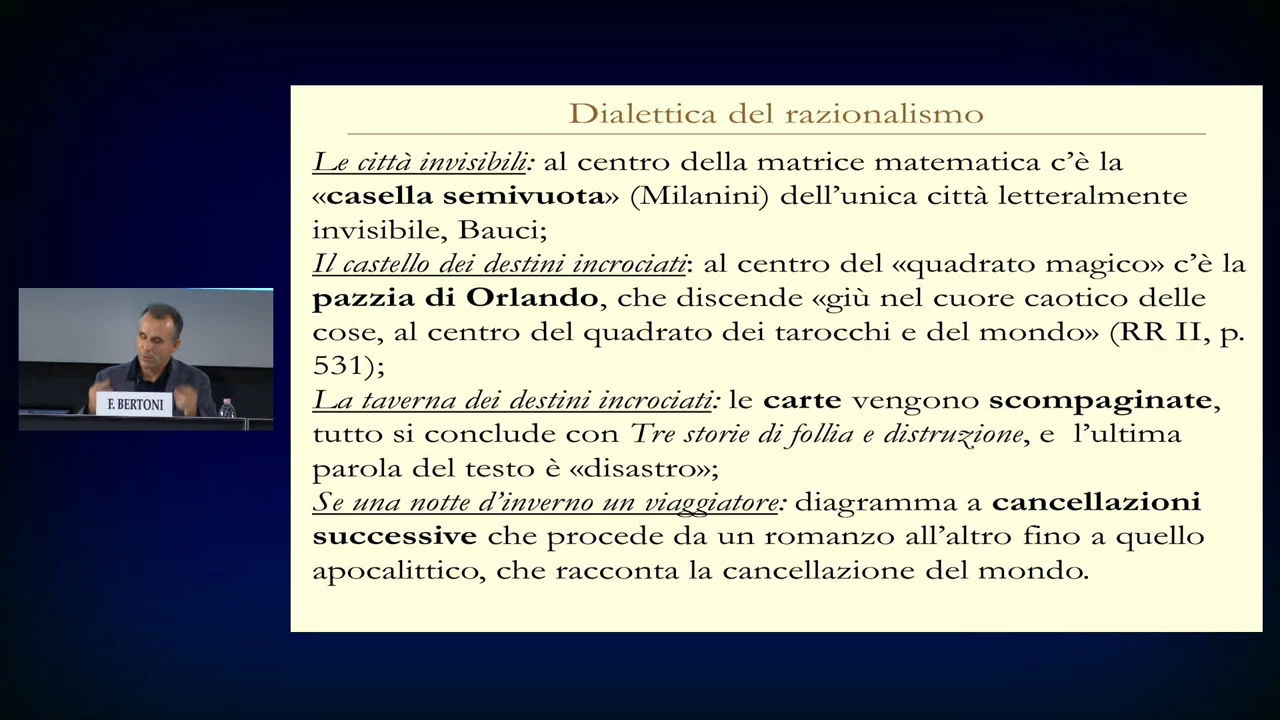 Dialettica del razionalismo
Le città invisibili: al centro della matrice matematica c’è la
«casella semivuota» (Milanini) dell’unica città letteralmente
invisibile, Bauci;
Il castello dei destini incrociati: al centro del «quadrato magico» c’è la
pazzia di Orlando, che discende «giù nel cuore caotico delle
cose, al centro del quadrato dei tarocchi e del mondo» (RR II, p.
531);
La taverna dei destini incrociati: le carte vengono scompaginate,
tutto si conclude con Tre storie di follia e distruzione, e l’ultima
parola del testo è «disastro»;
Se una notte d’inverno un viaggiatore: diagramma a cancellazioni
successive che procede da un romanzo all’altro fino a quello
apocalittico, che racconta la cancellazione del mondo.
F. BERTONI